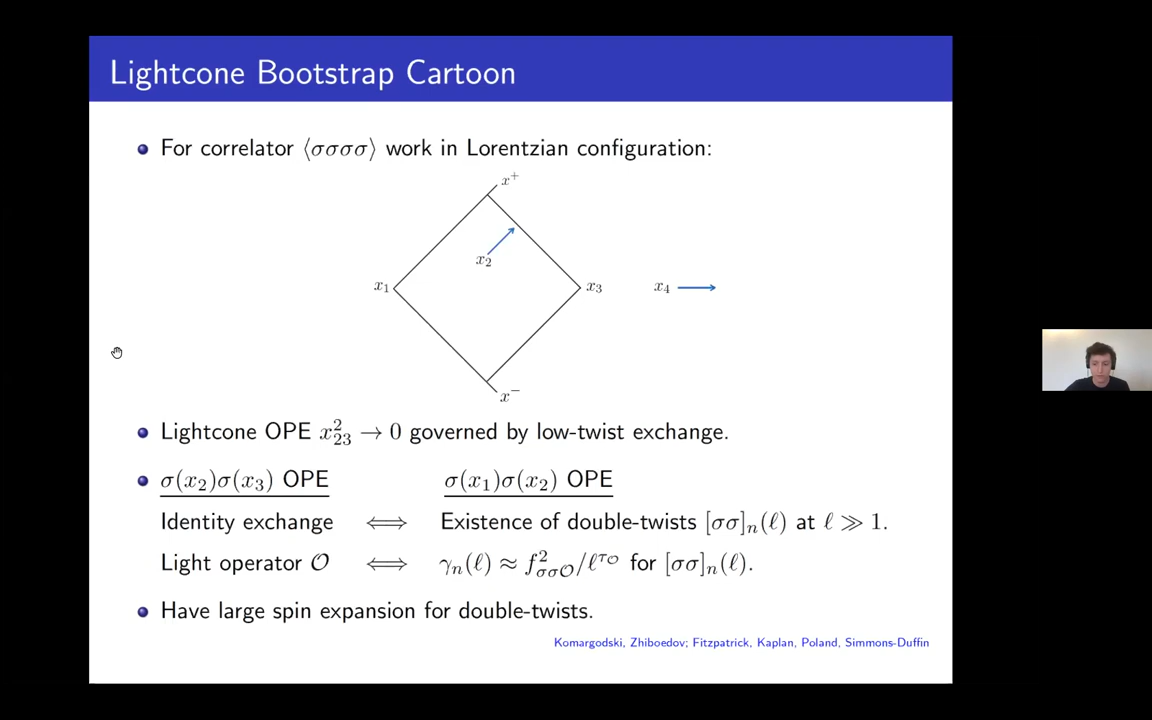 Lightcone Bootstrap Cartoon
For correlator ⟨σσσσ⟩ work in Lorentzian configuration:
x⁺
x₂
x₁
x₃
x₄
x⁻
Lightcone OPE x²₂₃ → 0 governed by low-twist exchange.
σ(x₂)σ(x₃) OPE σ(x₁)σ(x₂) OPE
Identity exchange ⟺ Existence of double-twists [σσ]ₙ(ℓ) at ℓ ≫ 1.
Light operator 𝒪 ⟺ γₙ(ℓ) ≈ f²_{σσ𝒪}/ℓ^{τ_𝒪} for [σσ]ₙ(ℓ).
Have large spin expansion for double-twists.
Komargodski, Zhiboedov; Fitzpatrick, Kaplan, Poland, Simmons-Duffin